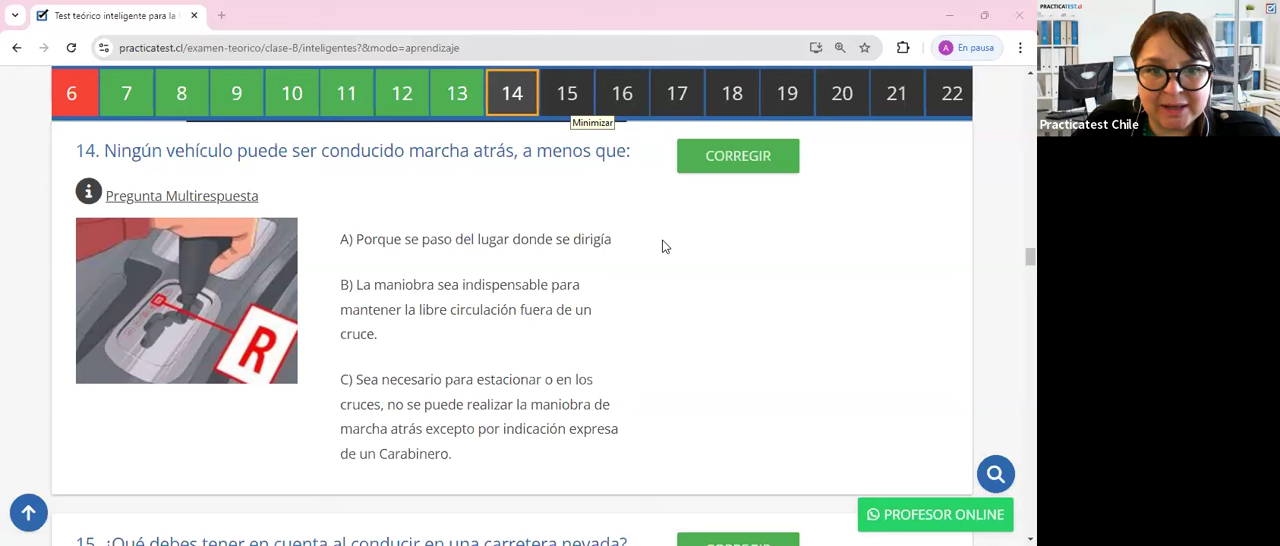 Test teórico inteligente para la
practicatest.cl/examen-teorico/clase-B/inteligentes?&modo=aprendizaje
A
En pausa
6 7 8 9 10 11 12 13 14 15 16 17 18 19 20 21 22
Minimizar
14. Ningún vehículo puede ser conducido marcha atrás, a menos que:
CORREGIR
Pregunta Multirespuesta
R
A) Porque se paso del lugar donde se dirigía
B) La maniobra sea indispensable para
mantener la libre circulación fuera de un
cruce.
C) Sea necesario para estacionar o en los
cruces, no se puede realizar la maniobra de
marcha atrás excepto por indicación expresa
de un Carabinero.
PROFESOR ONLINE
15. ¿Qué debes tener en cuenta al conducir en una carretera nevada?
CORREGIR
PRACTICATEST.cl
Practicatest Chile